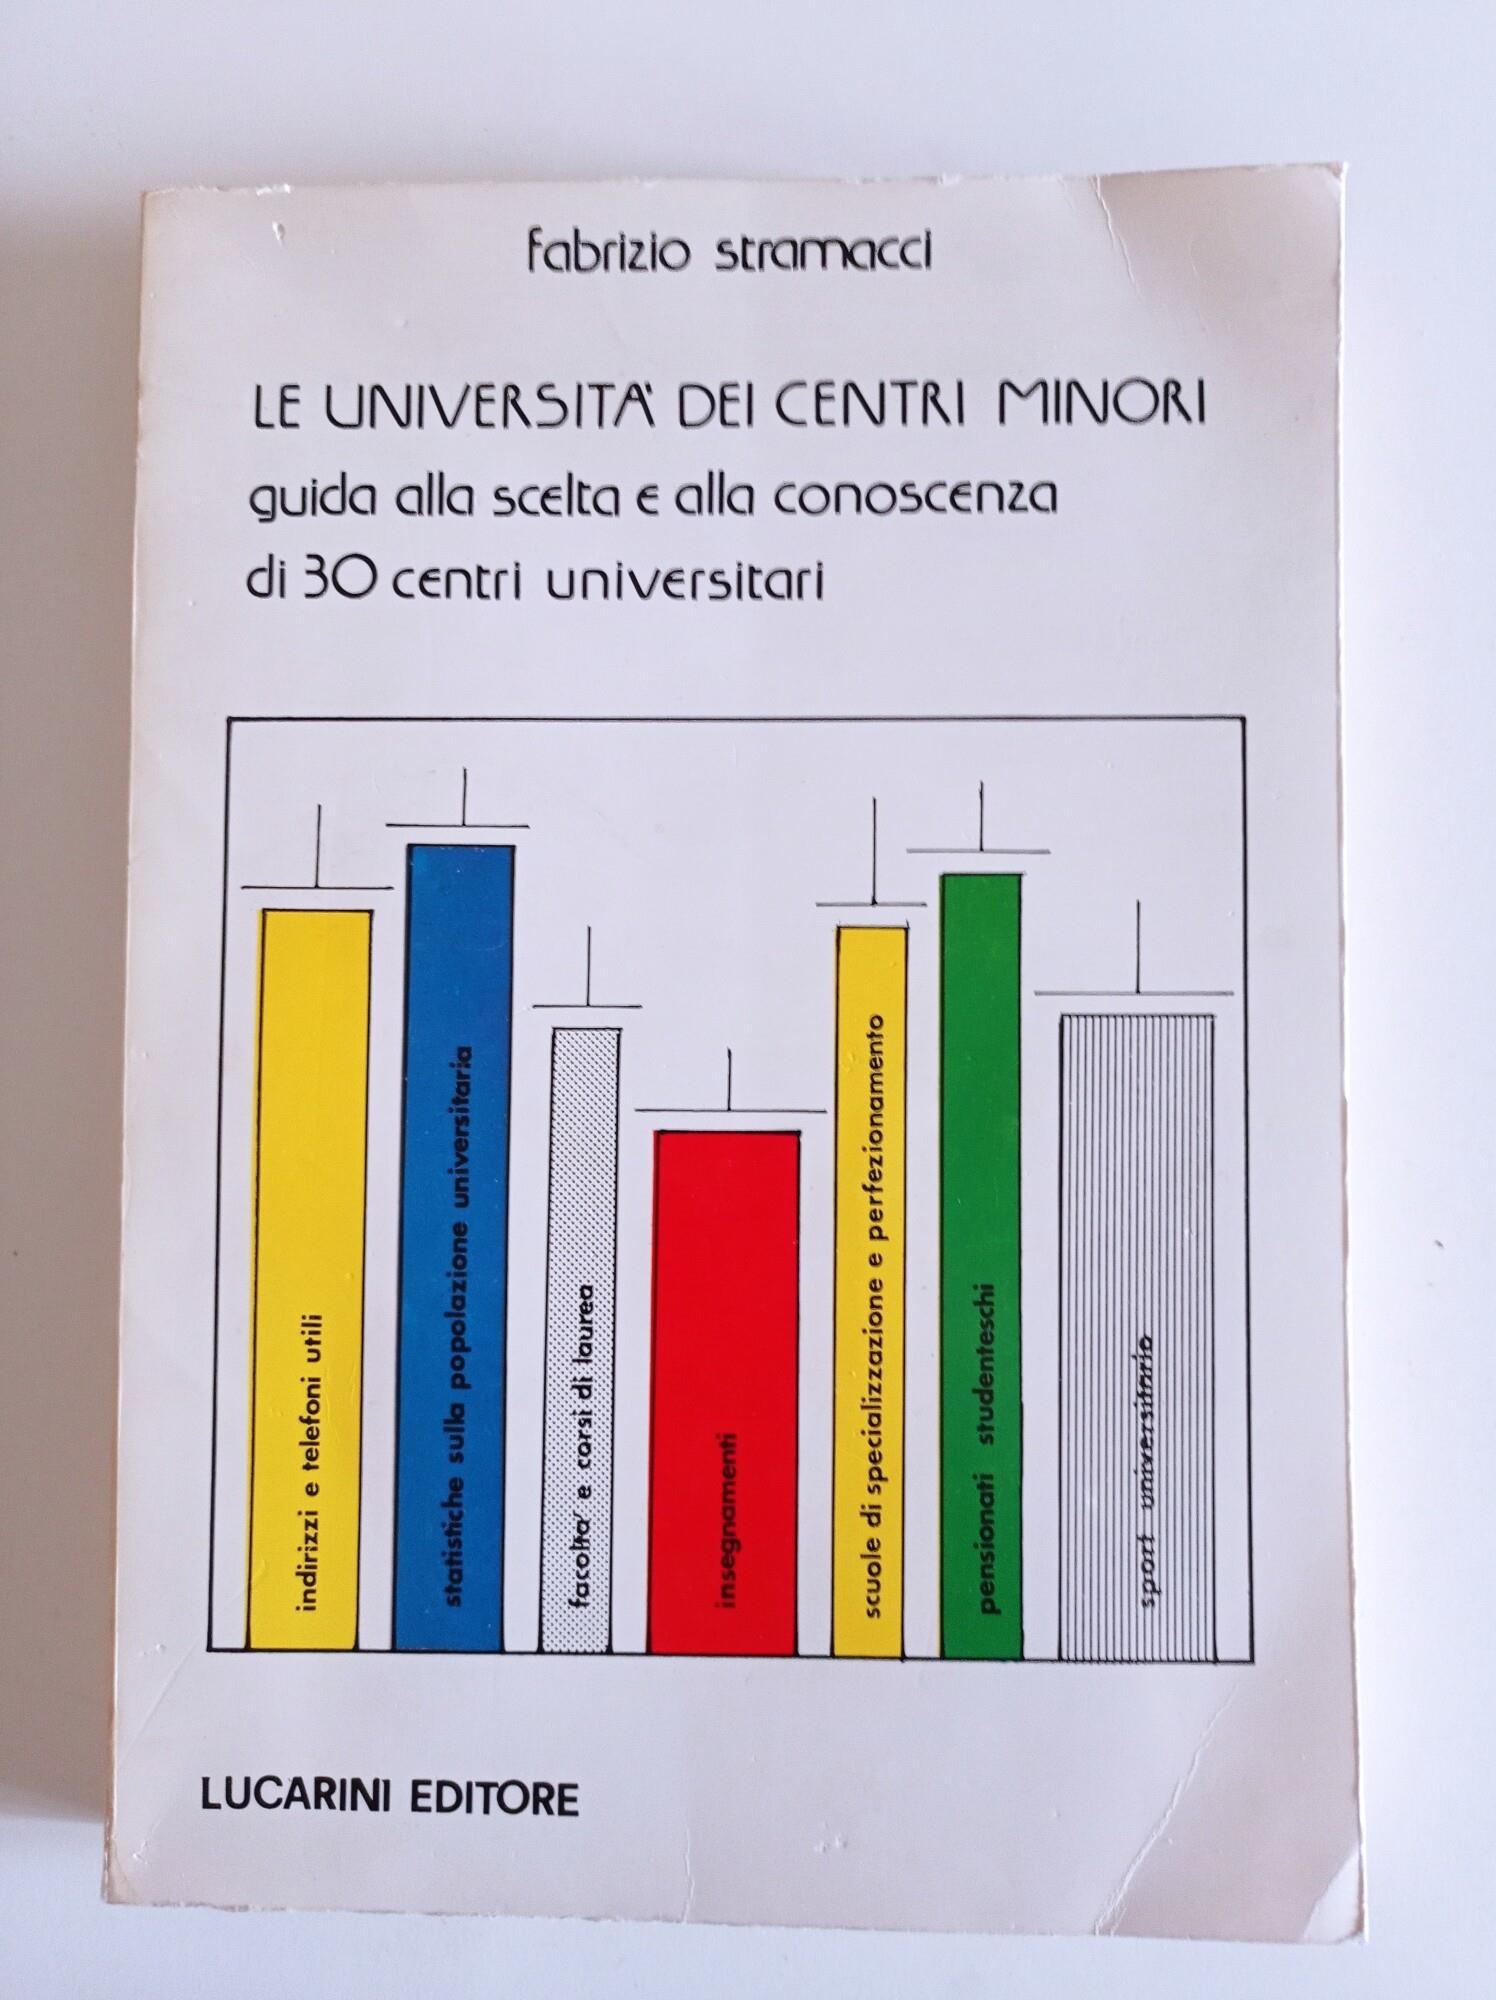 fabrizio stramacci
LE UNIVERSITA' DEI CENTRI MINORI
guida alla scelta e alla conoscenza
di 30 centri universitari
indirizzi e telefoni utili
statistiche sulla popolazione universitaria
facolta' e corsi di laurea
insegnamenti
scuole di specializzazione e perfezionamento
pensionati studenteschi
sport universitario
LUCARINI EDITORE